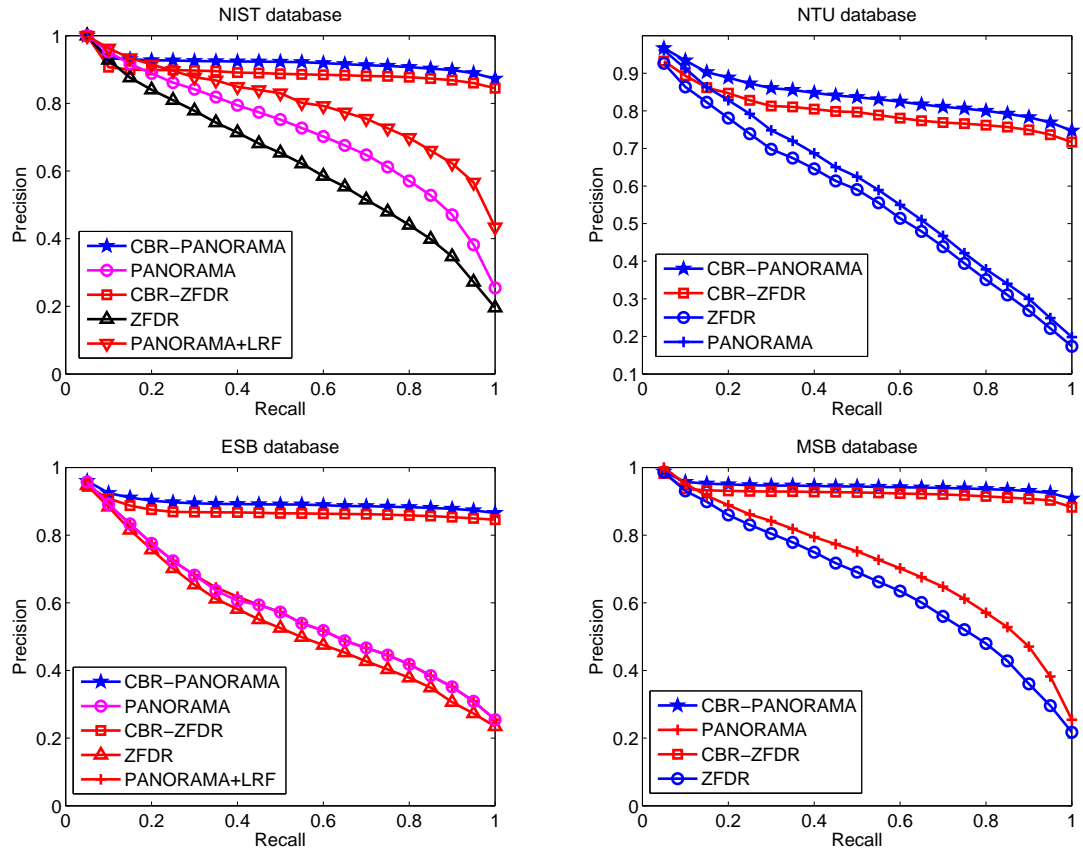 NIST database
1
0.8
0.6
0.4
0.2
0
Precision
CBR−PANORAMA
PANORAMA
CBR−ZFDR
ZFDR
PANORAMA+LRF
0 0.2 0.4 0.6 0.8 1
Recall
NTU database
0.9
0.8
0.7
0.6
0.5
0.4
0.3
0.2
0.1
Precision
CBR−PANORAMA
CBR−ZFDR
ZFDR
PANORAMA
0 0.2 0.4 0.6 0.8 1
Recall
ESB database
1
0.8
0.6
0.4
0.2
0
Precision
CBR−PANORAMA
PANORAMA
CBR−ZFDR
ZFDR
PANORAMA+LRF
0 0.2 0.4 0.6 0.8 1
Recall
MSB database
1
0.8
0.6
0.4
0.2
0
Precision
CBR−PANORAMA
PANORAMA
CBR−ZFDR
ZFDR
0 0.2 0.4 0.6 0.8 1
Recall